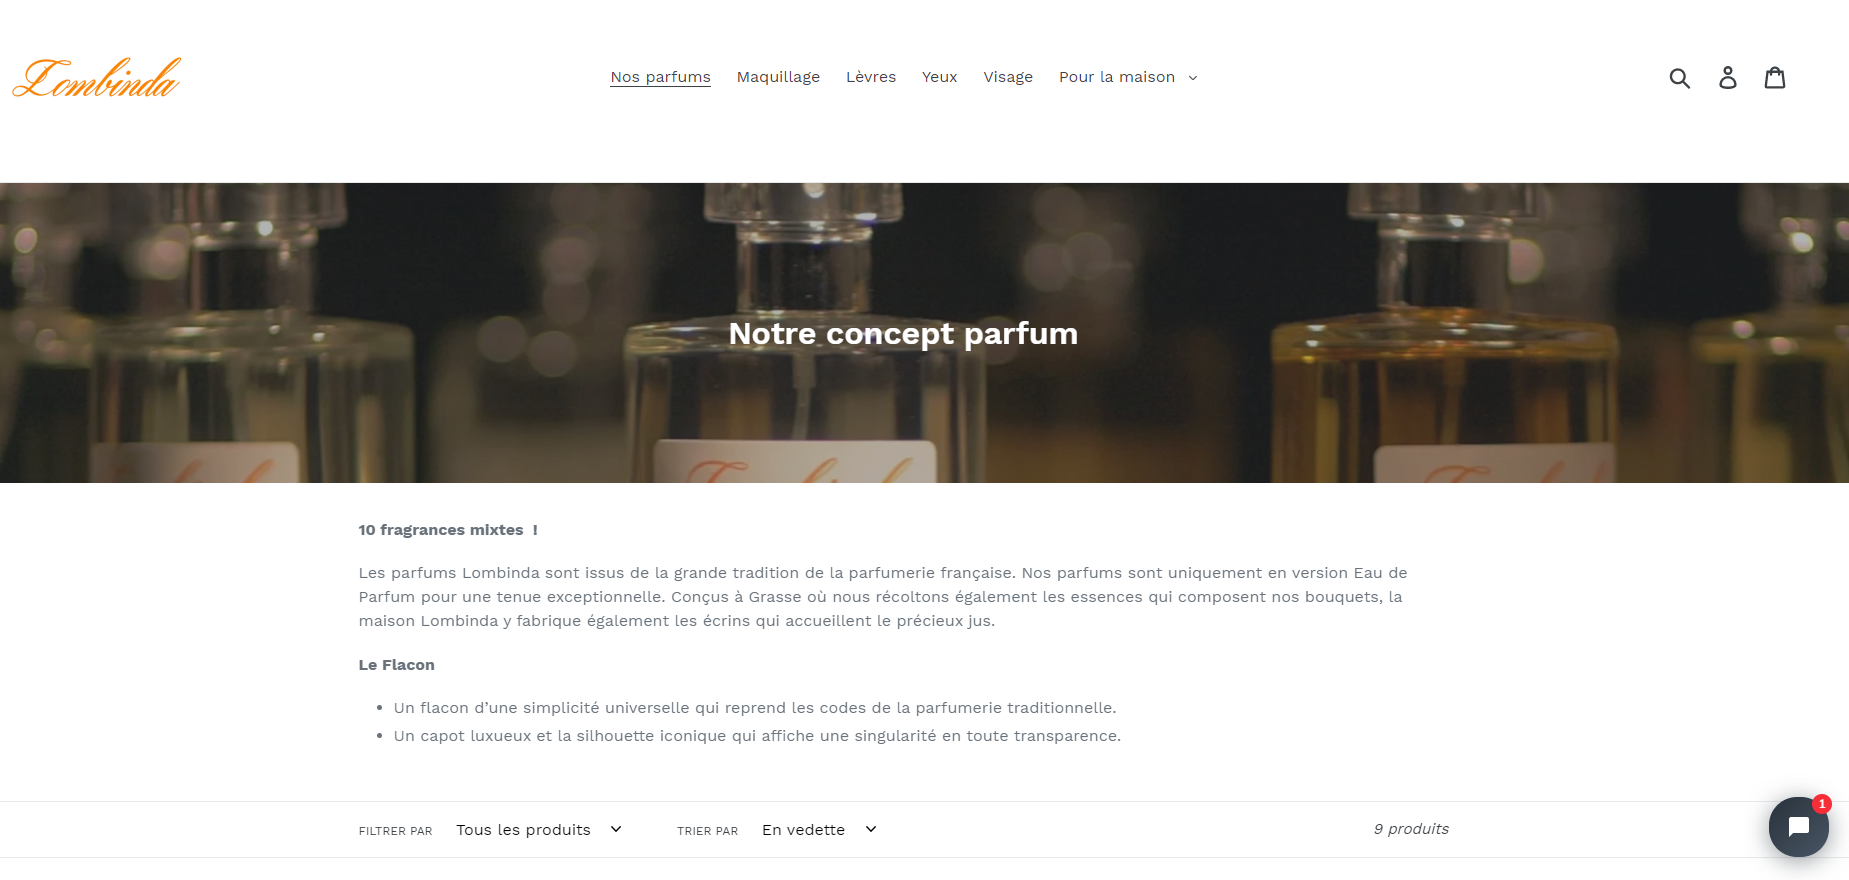 Lombinda
Nos parfums Maquillage Lèvres Yeux Visage Pour la maison
Notre concept parfum
10 fragrances mixtes !
Les parfums Lombinda sont issus de la grande tradition de la parfumerie française. Nos parfums sont uniquement en version Eau de
Parfum pour une tenue exceptionnelle. Conçus à Grasse où nous récoltons également les essences qui composent nos bouquets, la
maison Lombinda y fabrique également les écrins qui accueillent le précieux jus.
Le Flacon
Un flacon d’une simplicité universelle qui reprend les codes de la parfumerie traditionnelle.
Un capot luxueux et la silhouette iconique qui affiche une singularité en toute transparence.
FILTRER PAR Tous les produits TRIER PAR En vedette 9 produits
1